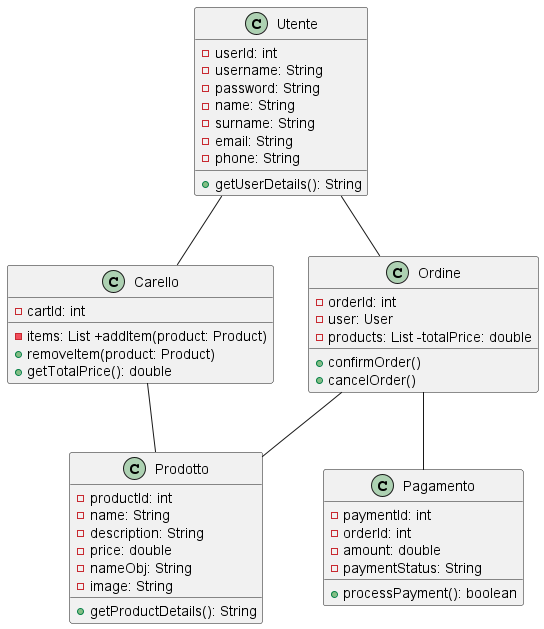 C Utente
userId: int
username: String
password: String
name: String
surname: String
email: String
phone: String
getUserDetails(): String
C Carello
cartId: int
items: List +addItem(product: Product)
removeItem(product: Product)
getTotalPrice(): double
C Ordine
orderId: int
user: User
products: List -totalPrice: double
confirmOrder()
cancelOrder()
C Prodotto
productId: int
name: String
description: String
price: double
nameObj: String
image: String
getProductDetails(): String
C Pagamento
paymentId: int
orderId: int
amount: double
paymentStatus: String
processPayment(): boolean